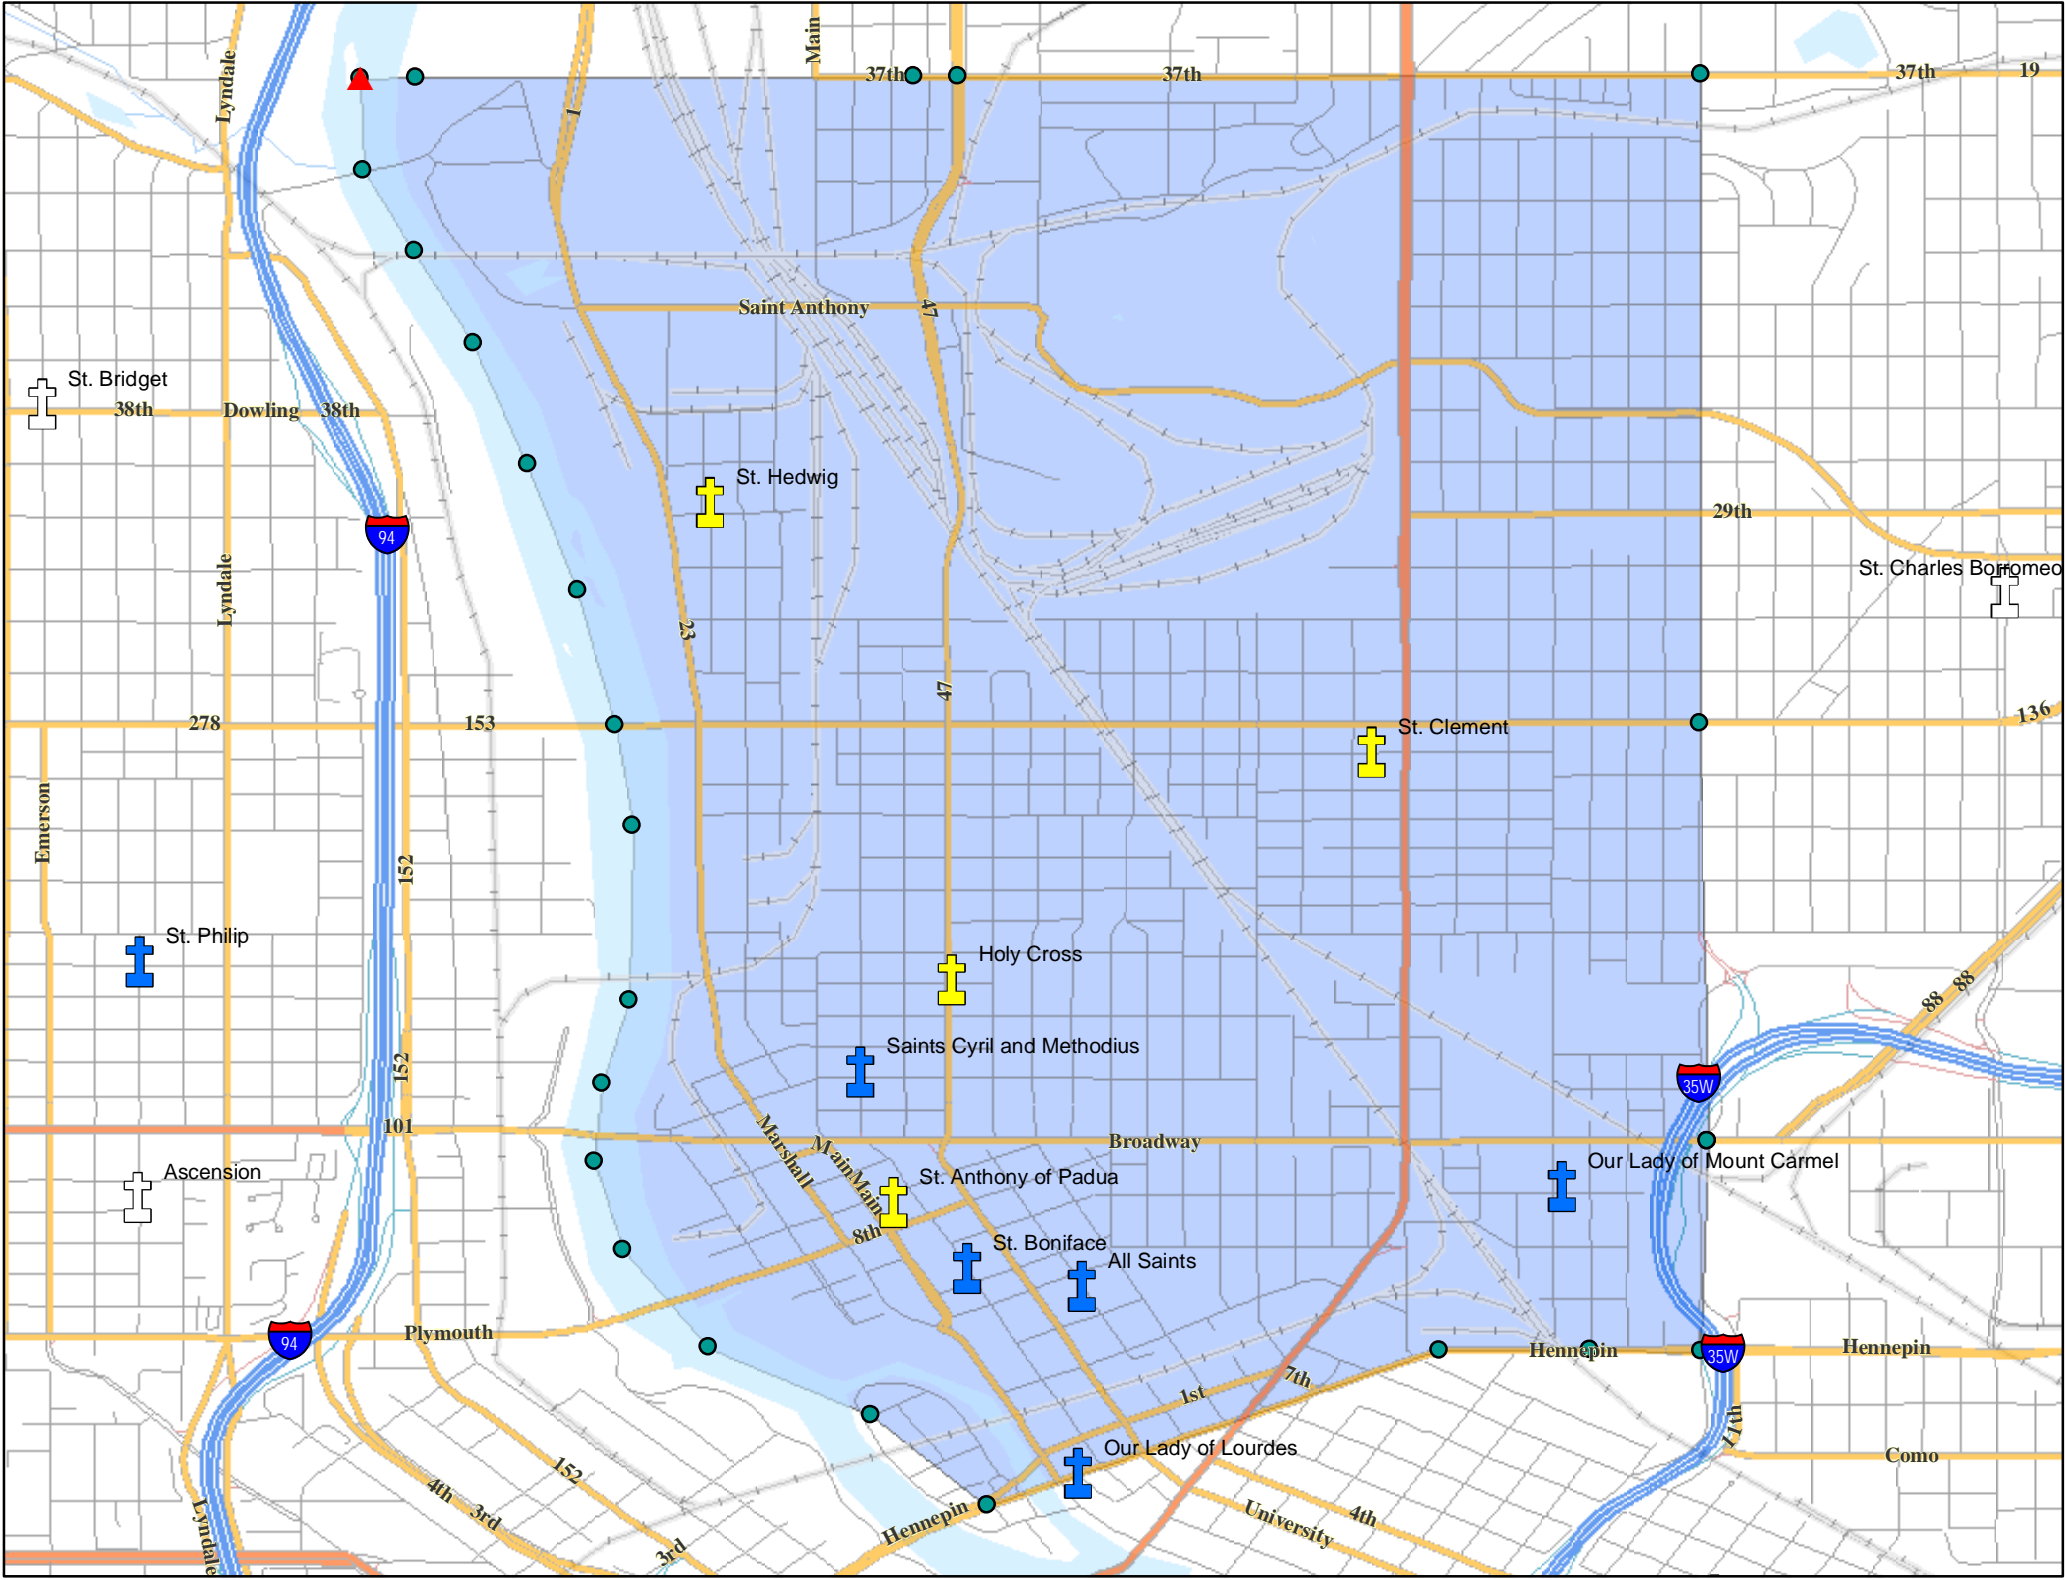 Main
Lyndale
37th
37th
37th
19
1
Saint Anthony
47
St. Bridget
38th
Dowling
38th
St. Hedwig
29th
94
St. Charles Borromeo
Lyndale
23
47
278
153
St. Clement
136
Emerson
152
St. Philip
Holy Cross
88
88
Saints Cyril and Methodius
152
35W
101
Marshall
Main
Main
Broadway
Our Lady of Mount Carmel
Ascension
St. Anthony of Padua
8th
St. Boniface
All Saints
94
Plymouth
Hennepin
35W
Hennepin
7th
1st
11th
Our Lady of Lourdes
Como
152
4th
3rd
Lyndale
Hennepin
University
4th
3rd